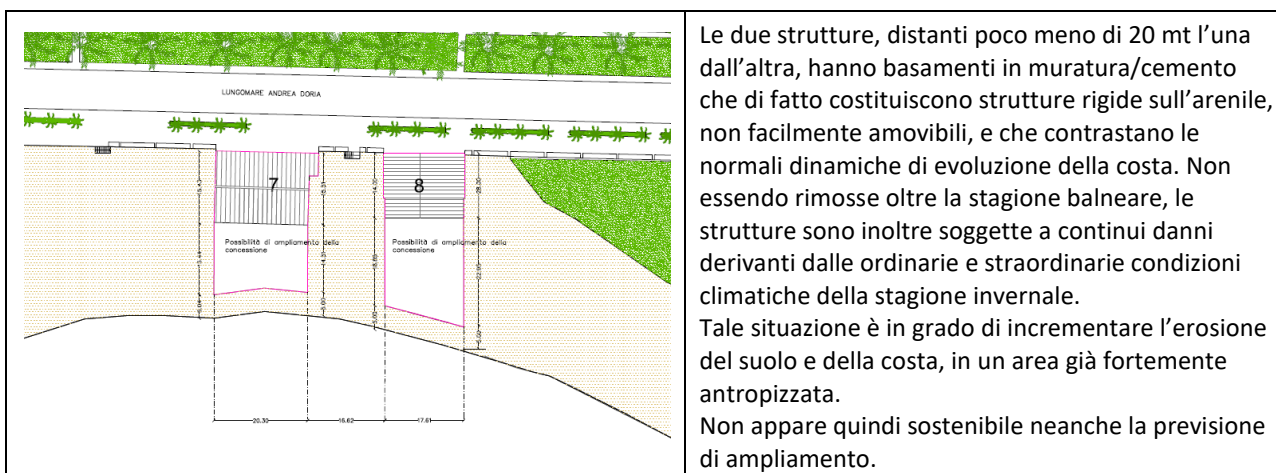 LUNGOMARE ANDREA DORIA
7
8
Possibilità di ampliamento della
concessione
Possibilità di ampliamento della
concessione
20.30
17.61
Le due strutture, distanti poco meno di 20 mt l’una
dall’altra, hanno basamenti in muratura/cemento
che di fatto costituiscono strutture rigide sull’arenile,
non facilmente amovibili, e che contrastano le
normali dinamiche di evoluzione della costa. Non
essendo rimosse oltre la stagione balneare, le
strutture sono inoltre soggette a continui danni
derivanti dalle ordinarie e straordinarie condizioni
climatiche della stagione invernale.
Tale situazione è in grado di incrementare l’erosione
del suolo e della costa, in un area già fortemente
antropizzata.
Non appare quindi sostenibile neanche la previsione
di ampliamento.